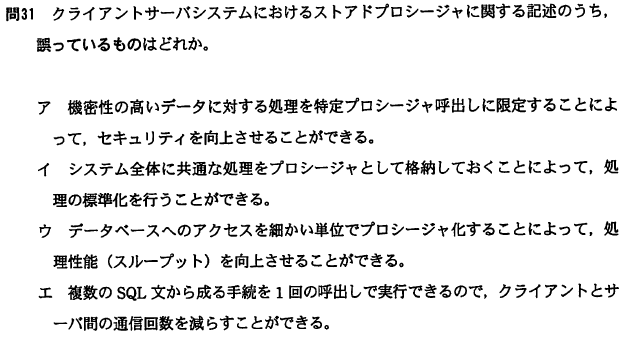 問31 クライアントサーバシステムにおけるストアドプロシージャに関する記述のうち，
誤っているものはどれか。
ア 機密性の高いデータに対する処理を特定プロシージャ呼出しに限定することによ
って，セキュリティを向上させることができる。
イ システム全体に共通な処理をプロシージャとして格納しておくことによって，処
理の標準化を行うことができる。
ウ データベースへのアクセスを細かい単位でプロシージャ化することによって，処
理性能（スループット）を向上させることができる。
エ 複数の SQL 文から成る手続を 1 回の呼出しで実行できるので，クライアントとサ
ーバ間の通信回数を減らすことができる。